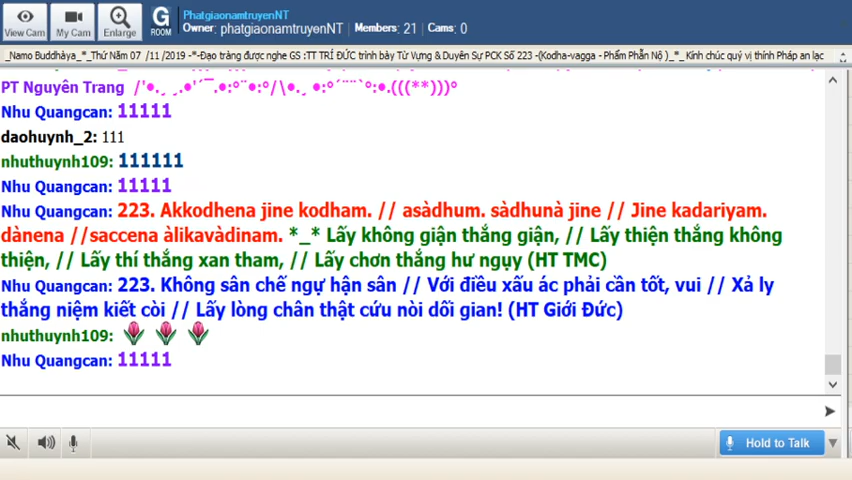 PhatgiaonamtruyenNT
Owner: phatgiaonamtruyenNT Members: 21 Cams: 0
View Cam My Cam Enlarge G ROOM
_Namo Buddhàya_*_Thứ Năm 07 /11 /2019 -*-Đạo tràng được nghe GS :TT TRÍ ĐỨC trình bày Từ Vựng & Duyên Sự PCK Số 223 -(Kodha-vagga - Phẩm Phẫn Nộ )_*_ Kính chúc quý vị thính Pháp an lạc
PT Nguyên Trang
Nhu Quangcan: 11111
daohuynh_2: 111
nhuthuynh109: 111111
Nhu Quangcan: 11111
Nhu Quangcan: 223. Akkodhena jine kodham. // asàdhum. sàdhunà jine // Jine kadariyam.
dànena //saccena àlikavàdinam. *_* Lấy không giận thắng giận, // Lấy thiện thắng không
thiện, // Lấy thí thắng xan tham, // Lấy chơn thắng hư ngụy (HT TMC)
Nhu Quangcan: 223. Không sân chế ngự hận sân // Với điều xấu ác phải cần tốt, vui // Xả ly
thắng niệm kiết còi // Lấy lòng chân thật cứu nòi dối gian! (HT Giới Đức)
nhuthuynh109:
Nhu Quangcan: 11111
Hold to Talk